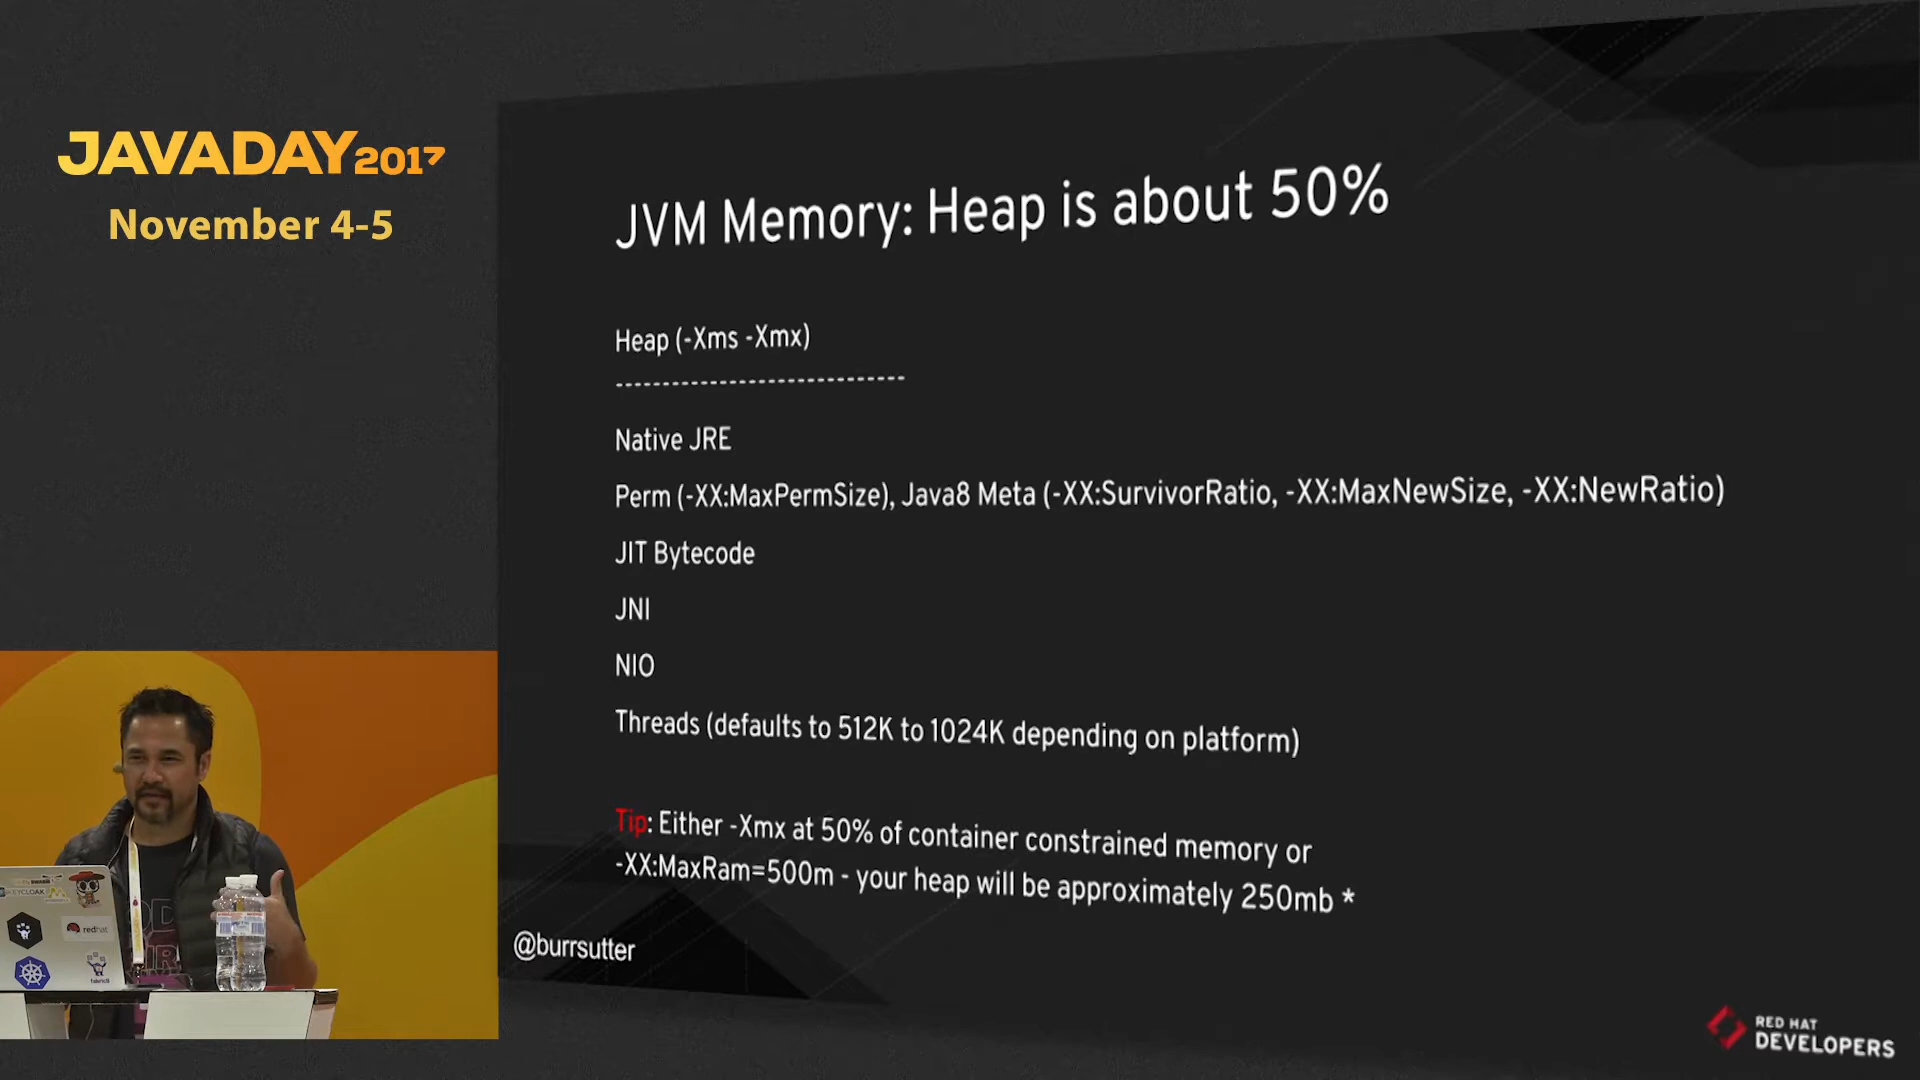 JAVADAY2017
November 4-5
JVM Memory: Heap is about 50%
Heap (-Xms -Xmx)
------------------------------
Native JRE
Perm (-XX:MaxPermSize), Java8 Meta (-XX:SurvivorRatio, -XX:MaxNewSize, -XX:NewRatio)
JIT Bytecode
JNI
NIO
Threads (defaults to 512K to 1024K depending on platform)
Tip: Either -Xmx at 50% of container constrained memory or
-XX:MaxRam=500m - your heap will be approximately 250mb *
@burrsutter
RED HAT
DEVELOPERS
KEYCLOAK
redhat
fabric8